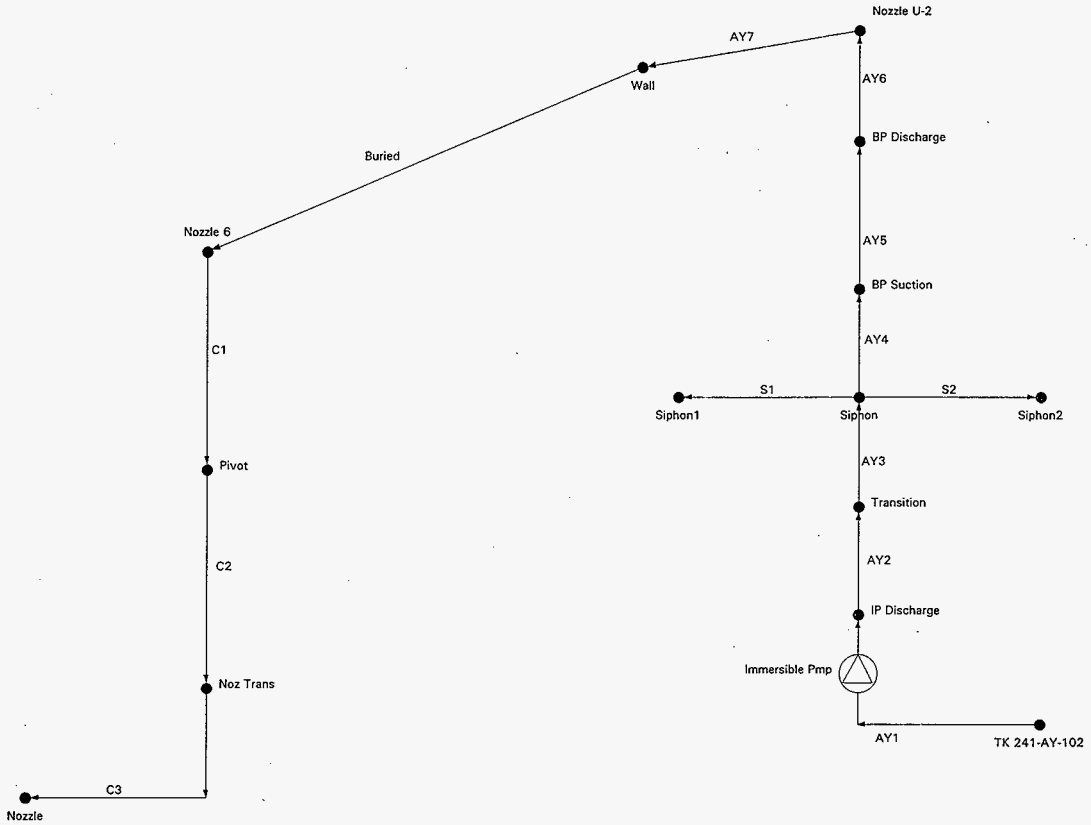 Nozzle U-2
AY7
Wall
AY6
BP Discharge
Buried
Nozzle 6
AY5
BP Suction
C1
AY4
S1
S2
Siphon1
Siphon
Siphon2
Pivot
AY3
Transition
C2
AY2
IP Discharge
Immersible Pmp
Noz Trans
AY1
TK 241-AY-102
C3
Nozzle